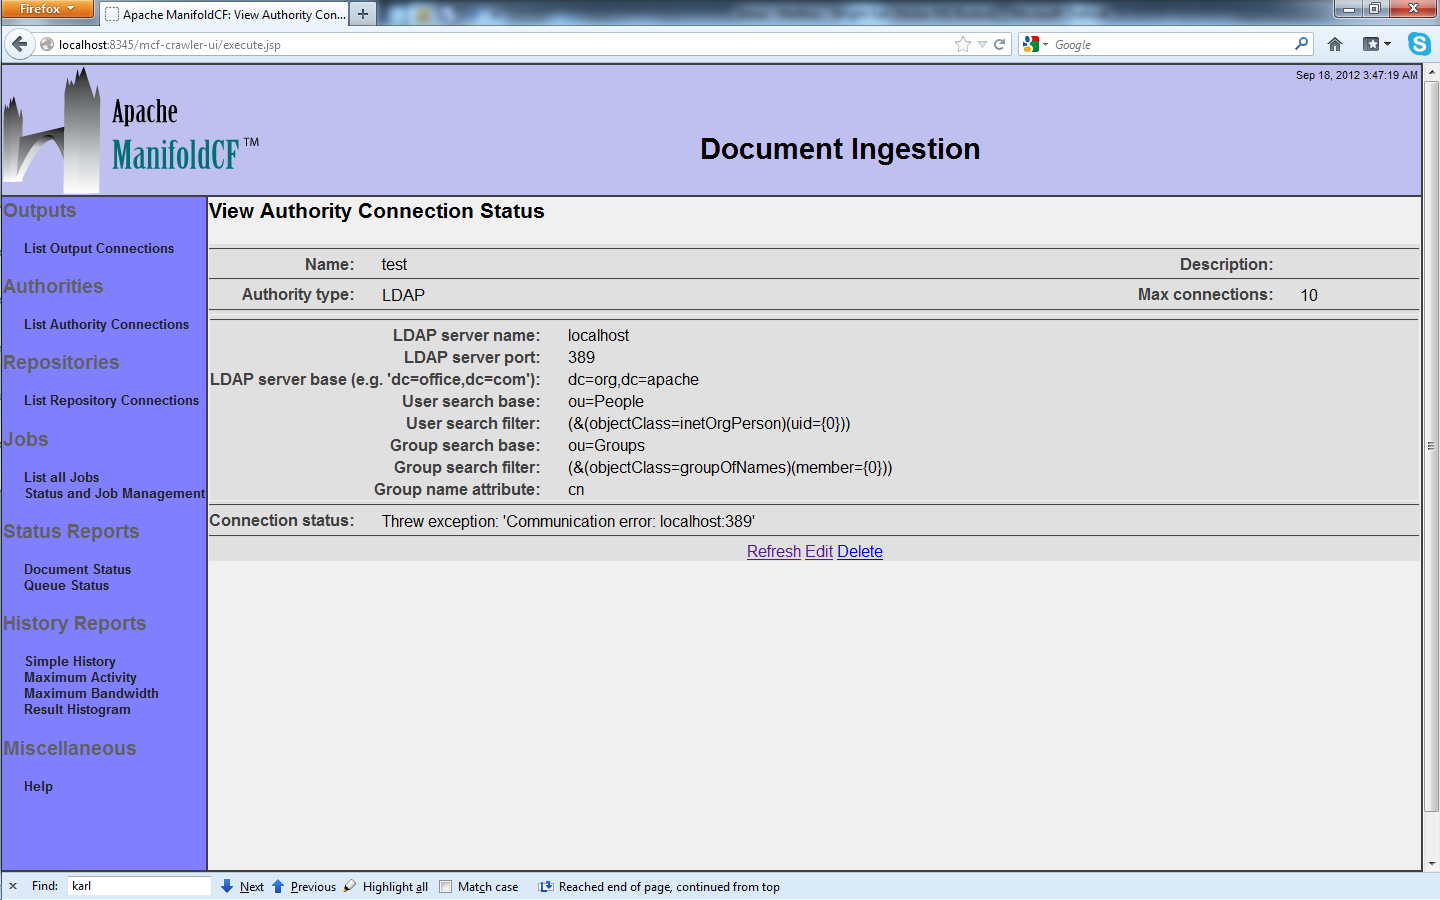 Firefox
Apache ManifoldCF: View Authority Con...
localhost:8345/mcf-crawler-ui/execute.jsp
Google
Sep 18, 2012 3:47:19 AM
Apache
ManifoldCF™
Document Ingestion
Outputs
List Output Connections
Authorities
List Authority Connections
Repositories
List Repository Connections
Jobs
List all Jobs
Status and Job Management
Status Reports
Document Status
Queue Status
History Reports
Simple History
Maximum Activity
Maximum Bandwidth
Result Histogram
Miscellaneous
Help
View Authority Connection Status
Name: test Description:
Authority type: LDAP Max connections: 10
LDAP server name: localhost
LDAP server port: 389
LDAP server base (e.g. 'dc=office,dc=com'): dc=org,dc=apache
User search base: ou=People
User search filter: (&(objectClass=inetOrgPerson)(uid={0}))
Group search base: ou=Groups
Group search filter: (&(objectClass=groupOfNames)(member={0}))
Group name attribute: cn
Connection status: Threw exception: 'Communication error: localhost:389'
Refresh Edit Delete
Find: karl Next Previous Highlight all Match case Reached end of page, continued from top